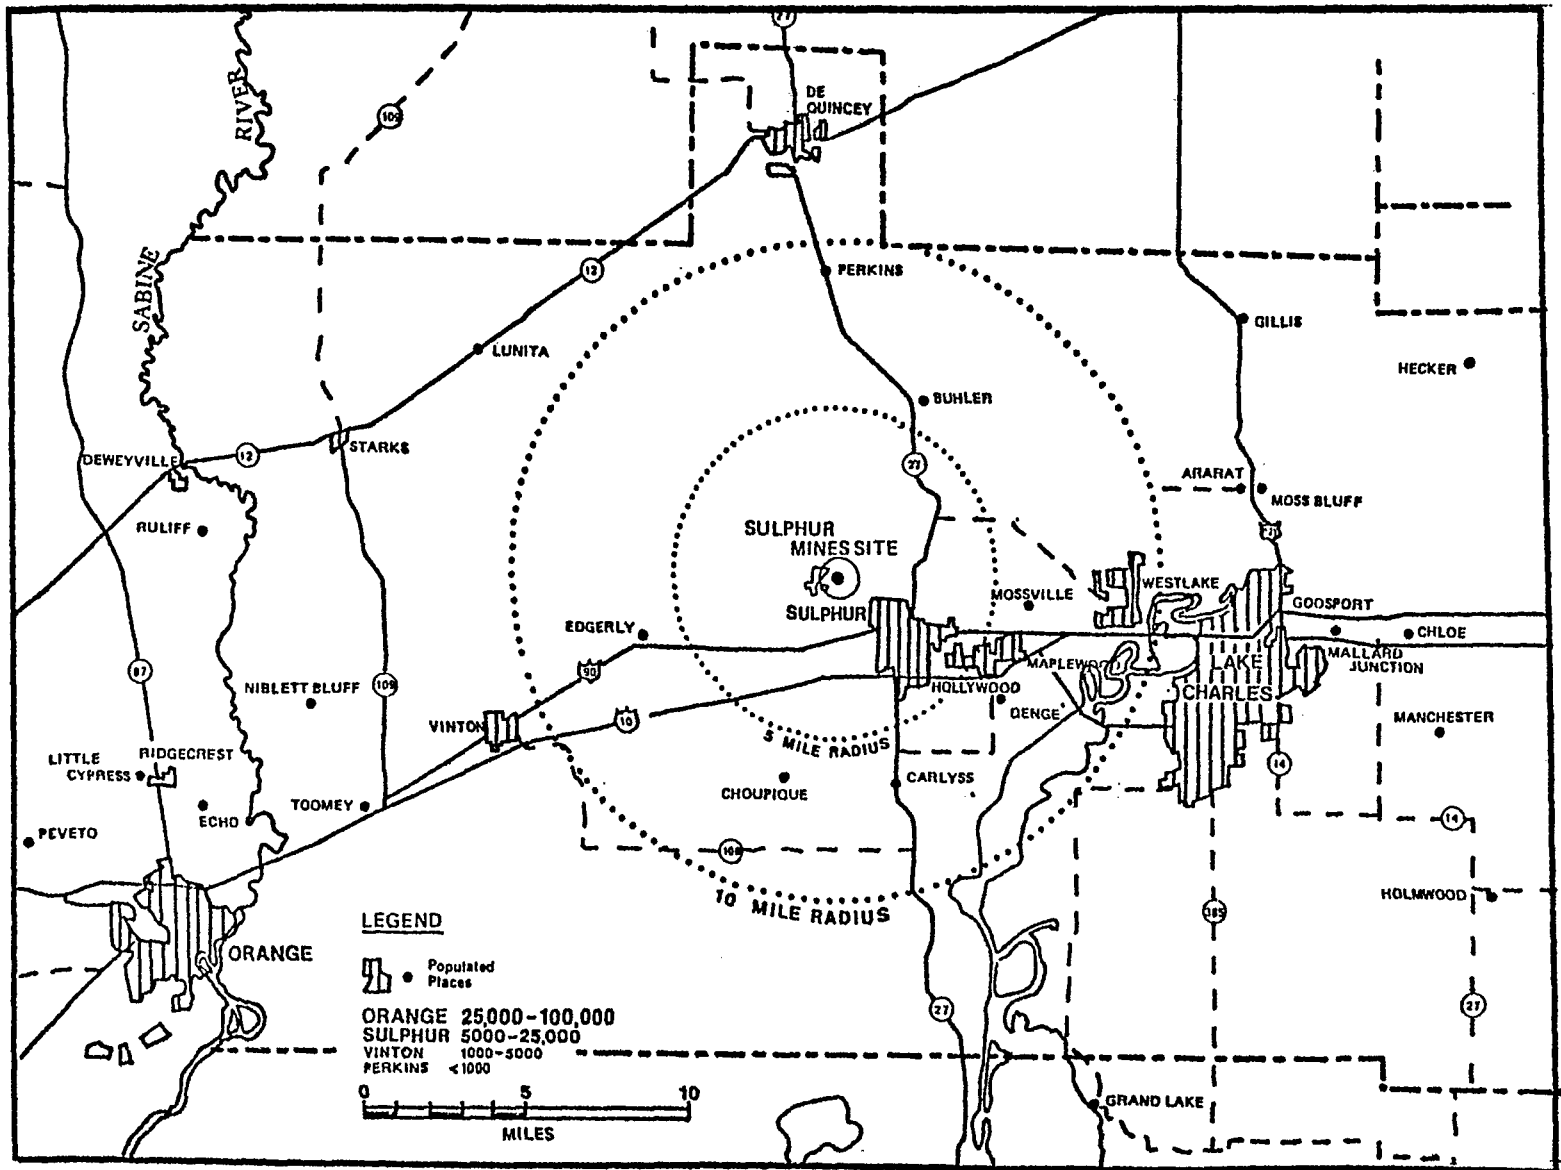 27
DE
QUINCEY
109
RIVER
SABINE
12
PERKINS
GILLIS
LUNITA
HECKER
BUHLER
STARKS
DEWEYVILLE
12
27
ARARAT
MOSS BLUFF
RULIFF
SULPHUR
MINES SITE
WESTLAKE
MOSSVILLE
SULPHUR
GOOSPORT
EDGERLY
CHLOE
MALLARD
JUNCTION
MAPLEWOOD
LAKE
CHARLES
90
87
109
NIBLETT BLUFF
HOLLYWOOD
DENGE
10
VINTON
MANCHESTER
5 MILE RADIUS
RIDGECREST
LITTLE
CYPRESS
14
CARLYSS
CHOUPIQUE
TOOMEY
ECHO
PEVETO
14
108
10 MILE RADIUS
HOLMWOOD
385
LEGEND
ORANGE
Populated
Places
ORANGE 25,000-100,000
SULPHUR 5000-25,000
VINTON 1000-5000
PERKINS <1000
27
27
0 5 10
MILES
GRAND LAKE